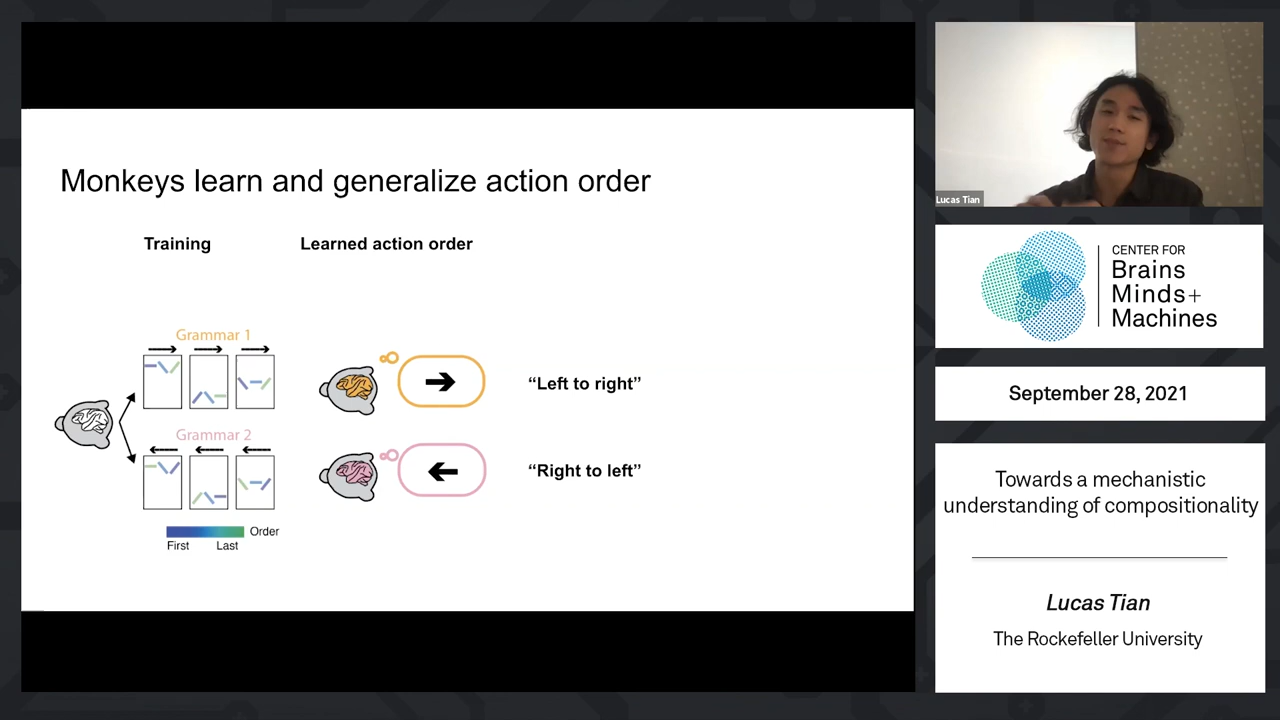 Monkeys learn and generalize action order
Training
Learned action order
Grammar 1
“Left to right”
Grammar 2
“Right to left”
Order
First
Last
Lucas Tian
CENTER FOR
Brains
Minds+
Machines
September 28, 2021
Towards a mechanistic
understanding of compositionality
Lucas Tian
The Rockefeller University